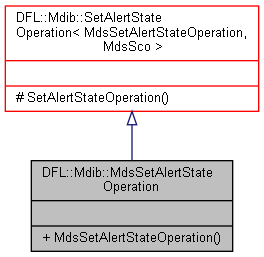 DFL::Mdib::SetAlertState
Operation< MdsSetAlertStateOperation,
MdsSco >
# SetAlertStateOperation()
DFL::Mdib::MdsSetAlertState
Operation
+ MdsSetAlertStateOperation()